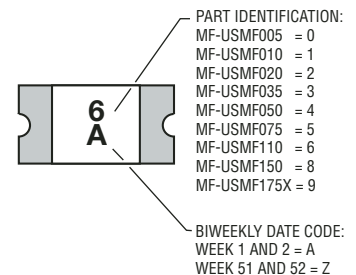 6
A
PART IDENTIFICATION:
MF-USMF005 = 0
MF-USMF010 = 1
MF-USMF020 = 2
MF-USMF035 = 3
MF-USMF050 = 4
MF-USMF075 = 5
MF-USMF110 = 6
MF-USMF150 = 8
MF-USMF175X = 9
BIWEEKLY DATE CODE:
WEEK 1 AND 2 = A
WEEK 51 AND 52 = Z